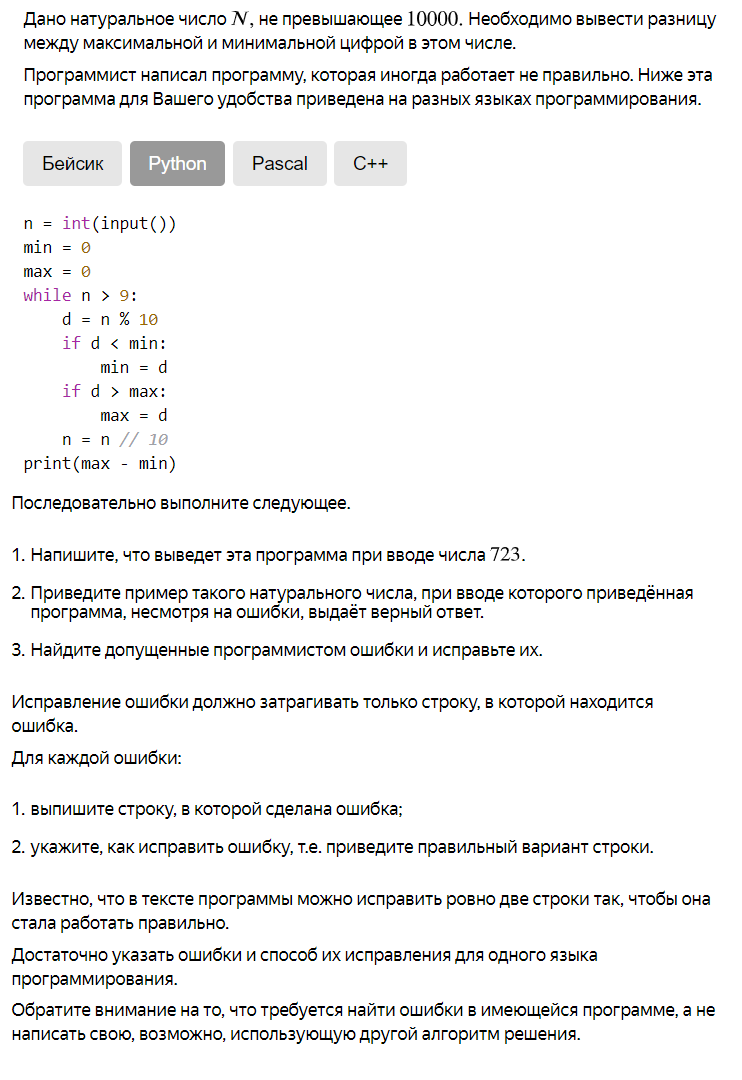 Дано натуральное число N, не превышающее 10000. Необходимо вывести разницу
между максимальной и минимальной цифрой в этом числе.
Программист написал программу, которая иногда работает не правильно. Ниже эта
программа для Вашего удобства приведена на разных языках программирования.
Бейсик Python Pascal C++
n = int(input())
min = 0
max = 0
while n > 9:
    d = n % 10
    if d < min:
        min = d
    if d > max:
        max = d
    n = n // 10
print(max - min)
Последовательно выполните следующее.
1. Напишите, что выведет эта программа при вводе числа 723.
2. Приведите пример такого натурального числа, при вводе которого приведённая
программа, несмотря на ошибки, выдаёт верный ответ.
3. Найдите допущенные программистом ошибки и исправьте их.
Исправление ошибки должно затрагивать только строку, в которой находится
ошибка.
Для каждой ошибки:
1. выпишите строку, в которой сделана ошибка;
2. укажите, как исправить ошибку, т.е. приведите правильный вариант строки.
Известно, что в тексте программы можно исправить ровно две строки так, чтобы она
стала работать правильно.
Достаточно указать ошибки и способ их исправления для одного языка
программирования.
Обратите внимание на то, что требуется найти ошибки в имеющейся программе, а не
написать свою, возможно, использующую другой алгоритм решения.